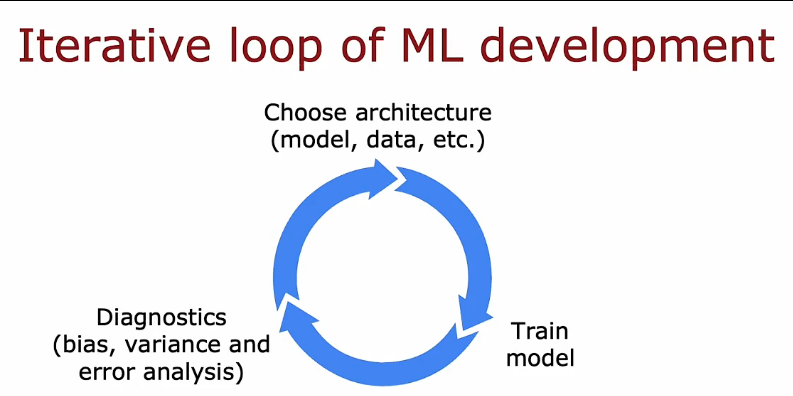 Iterative loop of ML development
Choose architecture
(model, data, etc.)
Train
model
Diagnostics
(bias, variance and
error analysis)